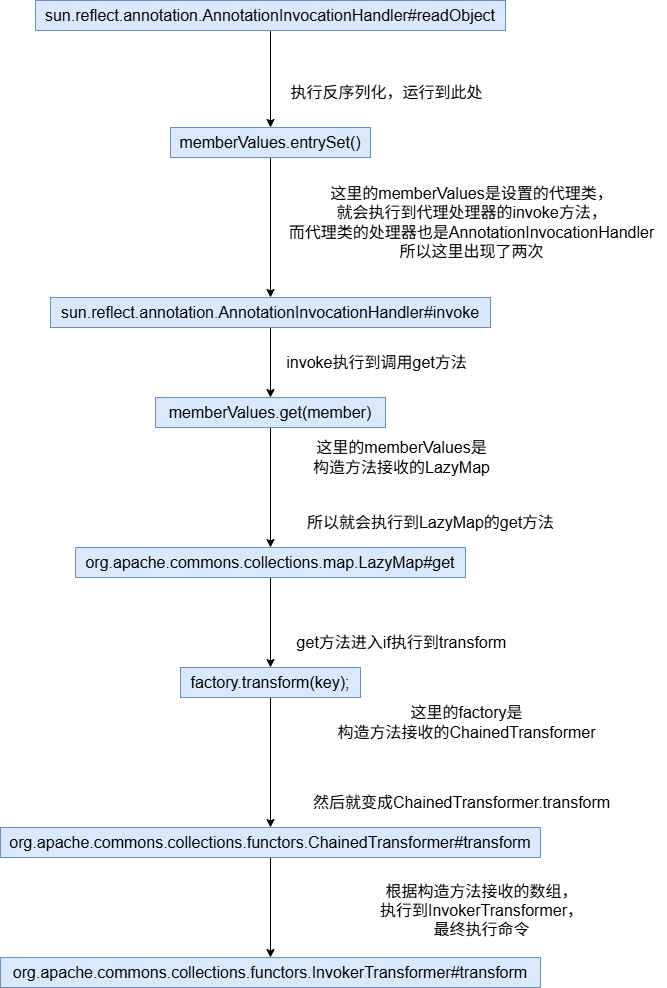 sun.reflect.annotation.AnnotationInvocationHandler#readObject
执行反序列化，运行到此处
memberValues.entrySet()
这里的memberValues是设置的代理类，
就会执行到代理处理器的invoke方法，
而代理类的处理器也是AnnotationInvocationHandler
所以这里出现了两次
sun.reflect.annotation.AnnotationInvocationHandler#invoke
invoke执行到调用get方法
memberValues.get(member)
这里的memberValues是
构造方法接收的LazyMap
所以就会执行到LazyMap的get方法
org.apache.commons.collections.map.LazyMap#get
get方法进入if执行到transform
factory.transform(key);
这里的factory是
构造方法接收的ChainedTransformer
然后就变成ChainedTransformer.transform
org.apache.commons.collections.functors.ChainedTransformer#transform
根据构造方法接收的数组，
执行到InvokerTransformer，
最终执行命令
org.apache.commons.collections.functors.InvokerTransformer#transform